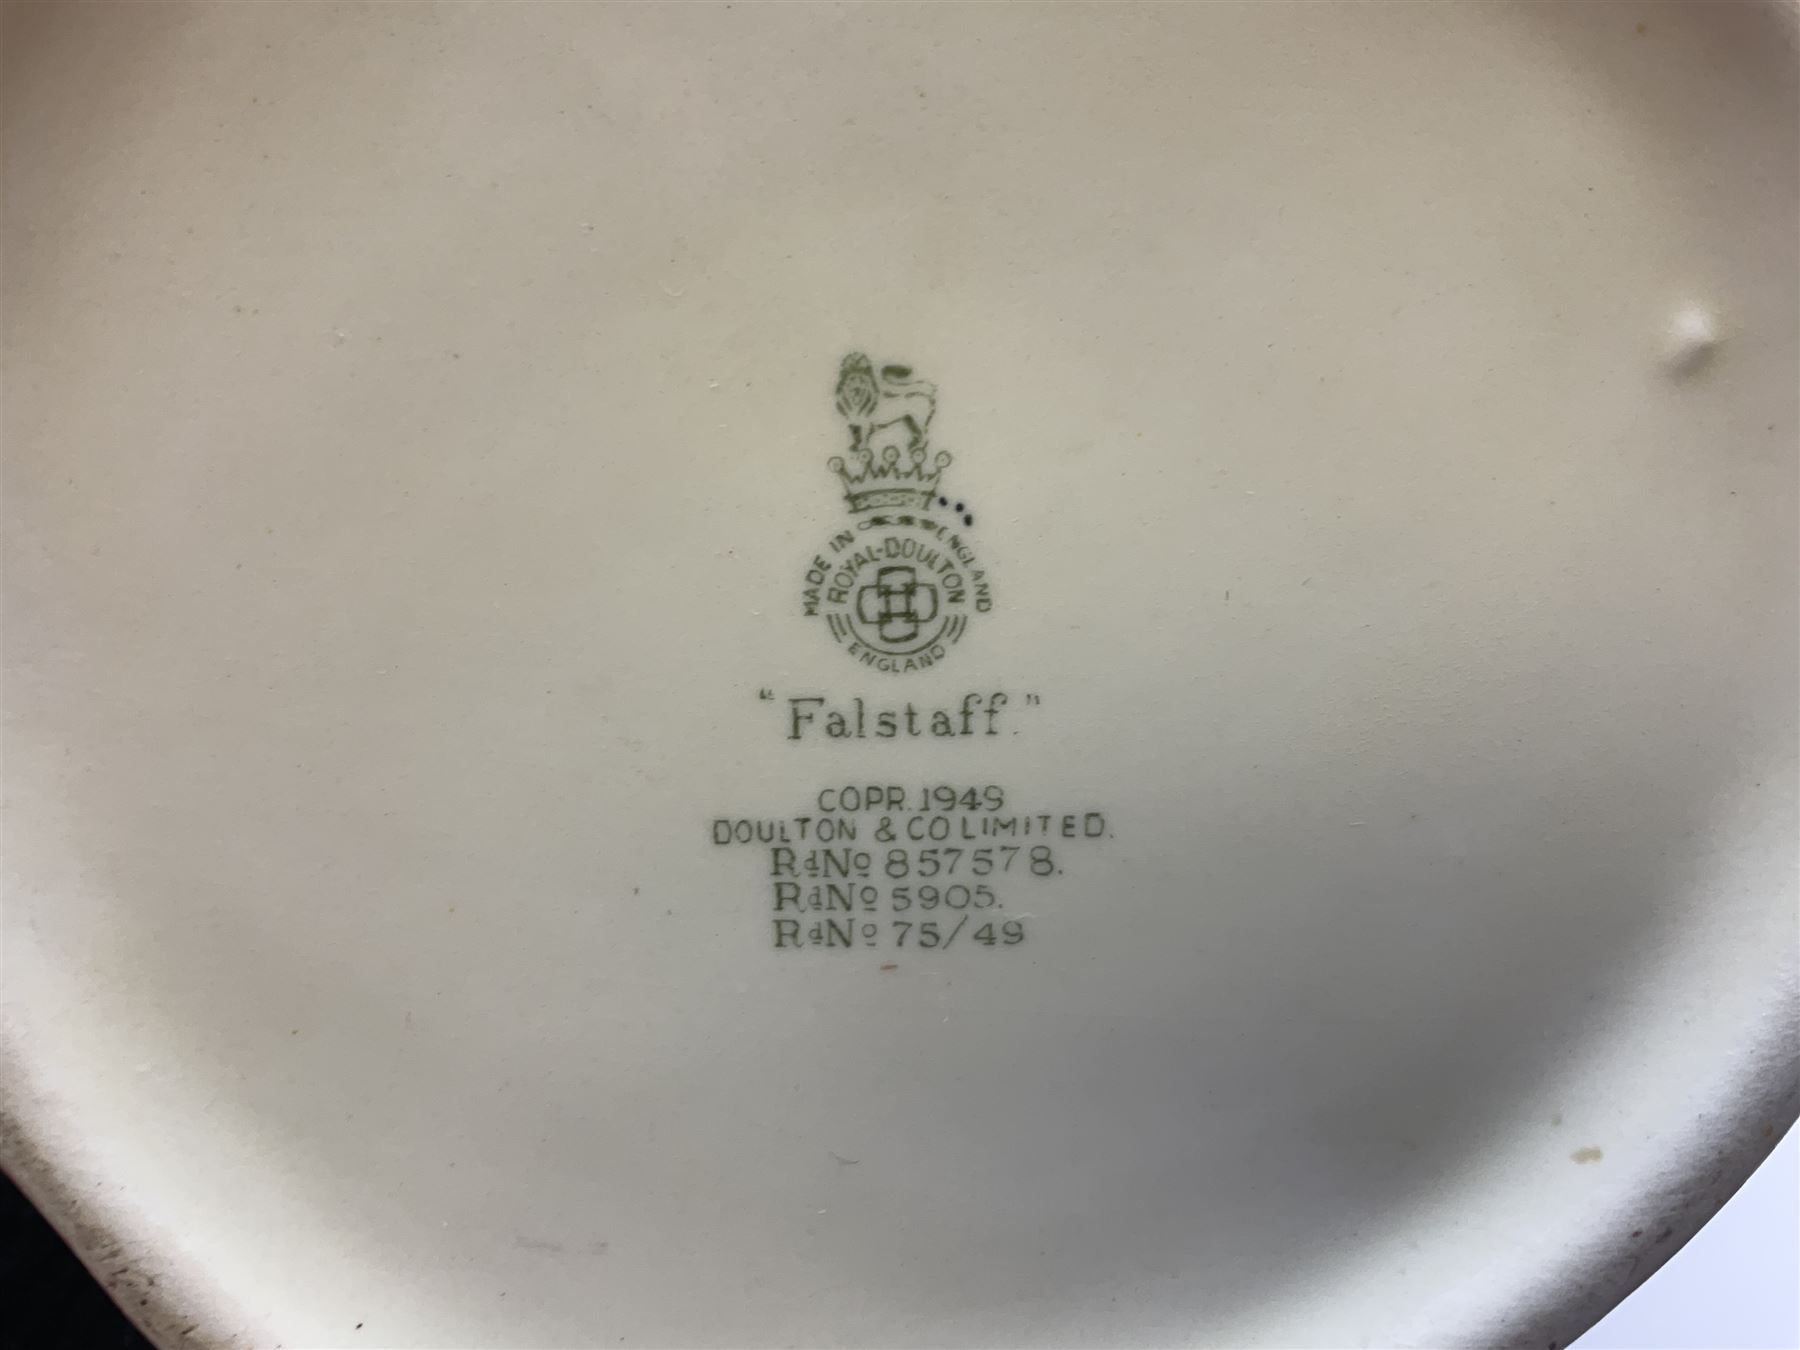 MADE IN ENGLAND
ROYAL-DOULTON
ENGLAND
“Falstaff.”
COPR. 1949
DOULTON & CO LIMITED.
RdNo 857578.
RdNo 5905.
RdNo 75/49